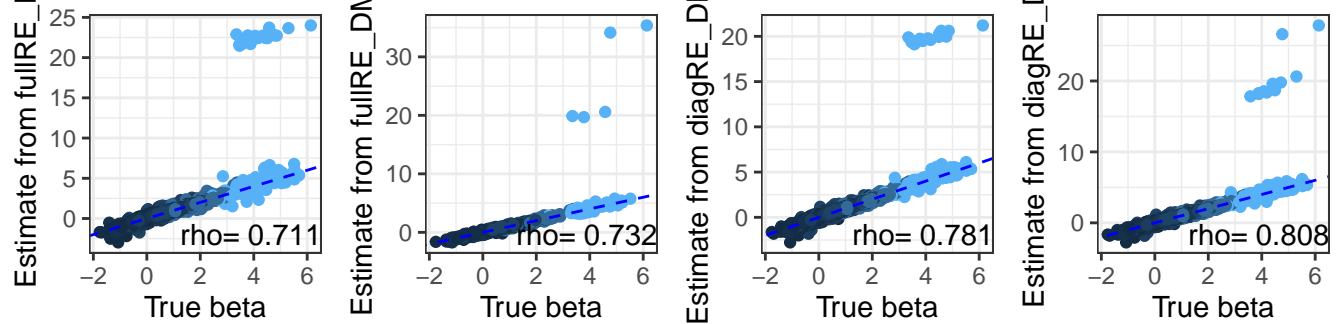 Estimate from fullRE_
25
20
15
10
5
0
rho= 0.711
−2 0 2 4 6
True beta
Estimate from fullRE_DM
30
20
10
0
rho= 0.732
−2 0 2 4 6
True beta
Estimate from diagRE_D
20
15
10
5
0
rho= 0.781
−2 0 2 4 6
True beta
Estimate from diagRE_D
20
10
0
rho= 0.808
−2 0 2 4 6
True beta